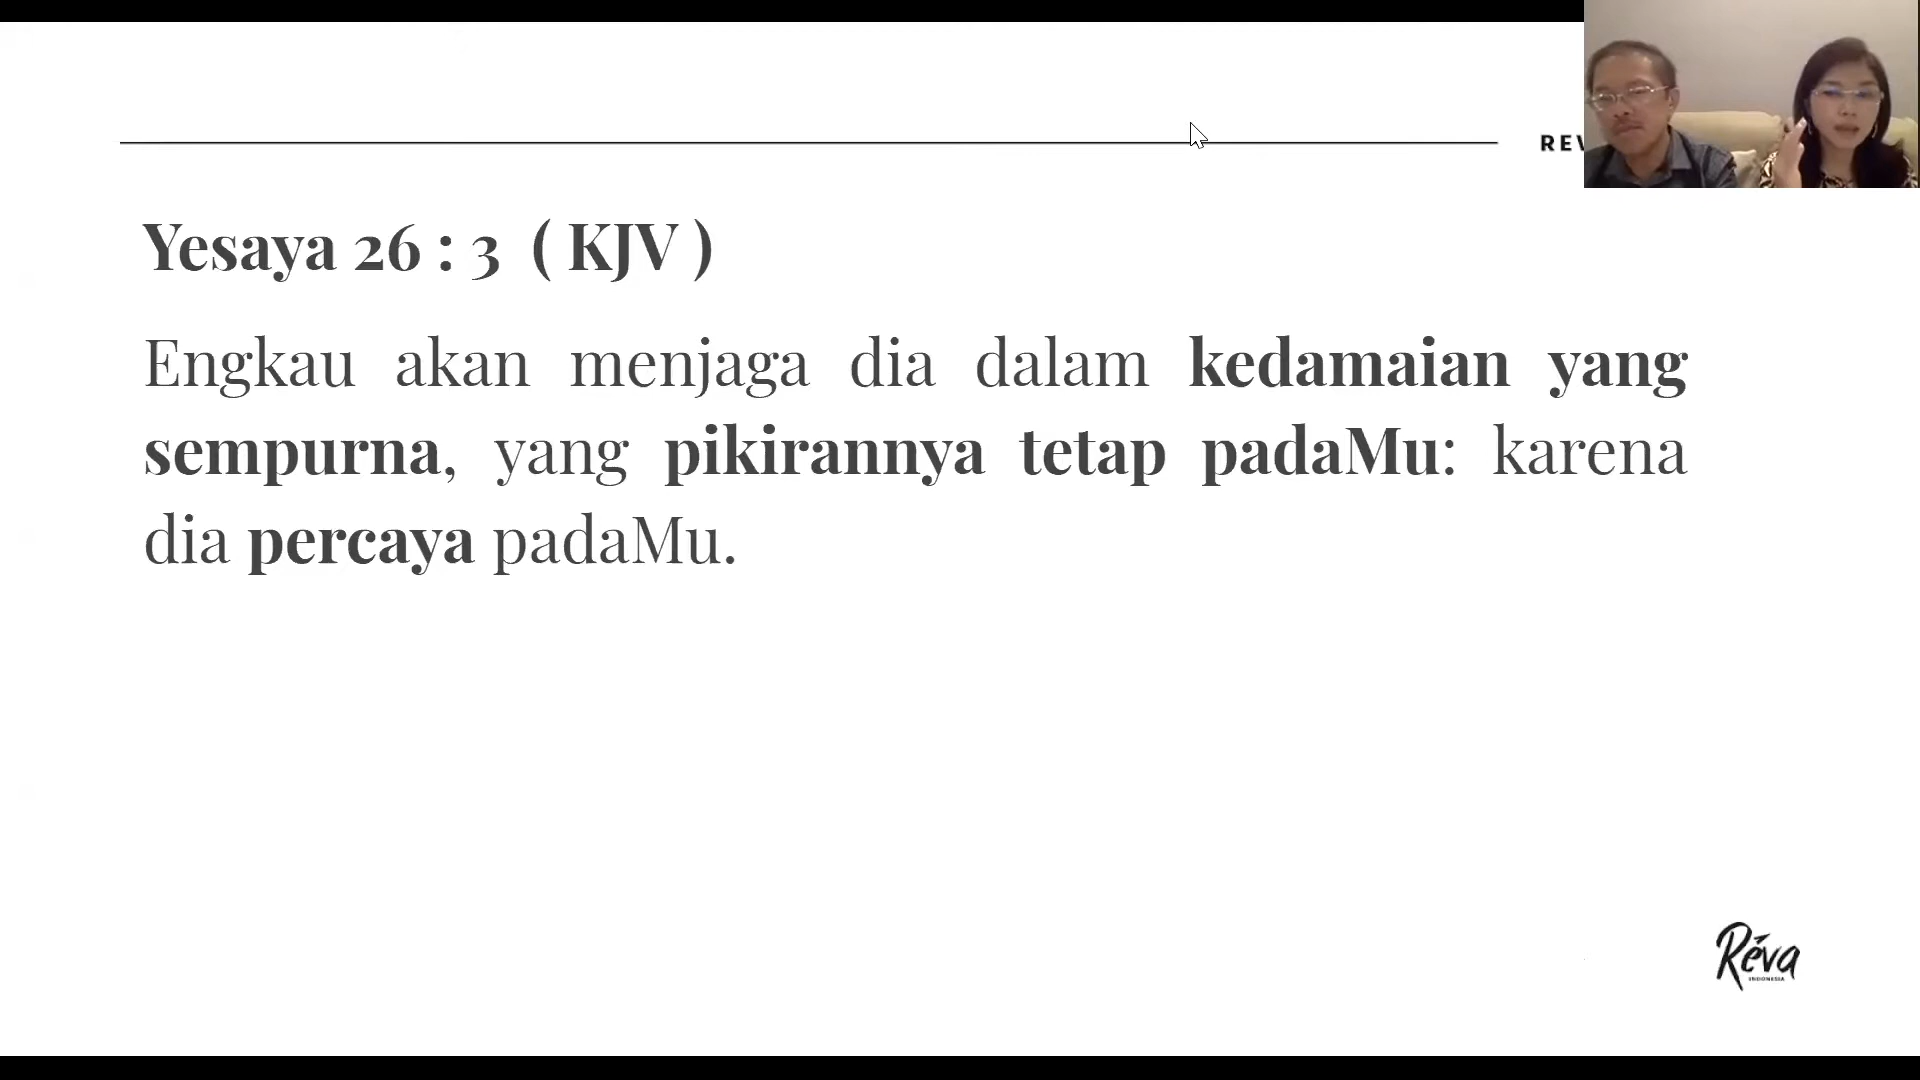 Yesaya 26 : 3 ( KJV )
Engkau akan menjaga dia dalam kedamaian yang
sempurna, yang pikirannya tetap padaMu: karena
dia percaya padaMu.
Réva
INDONESIA